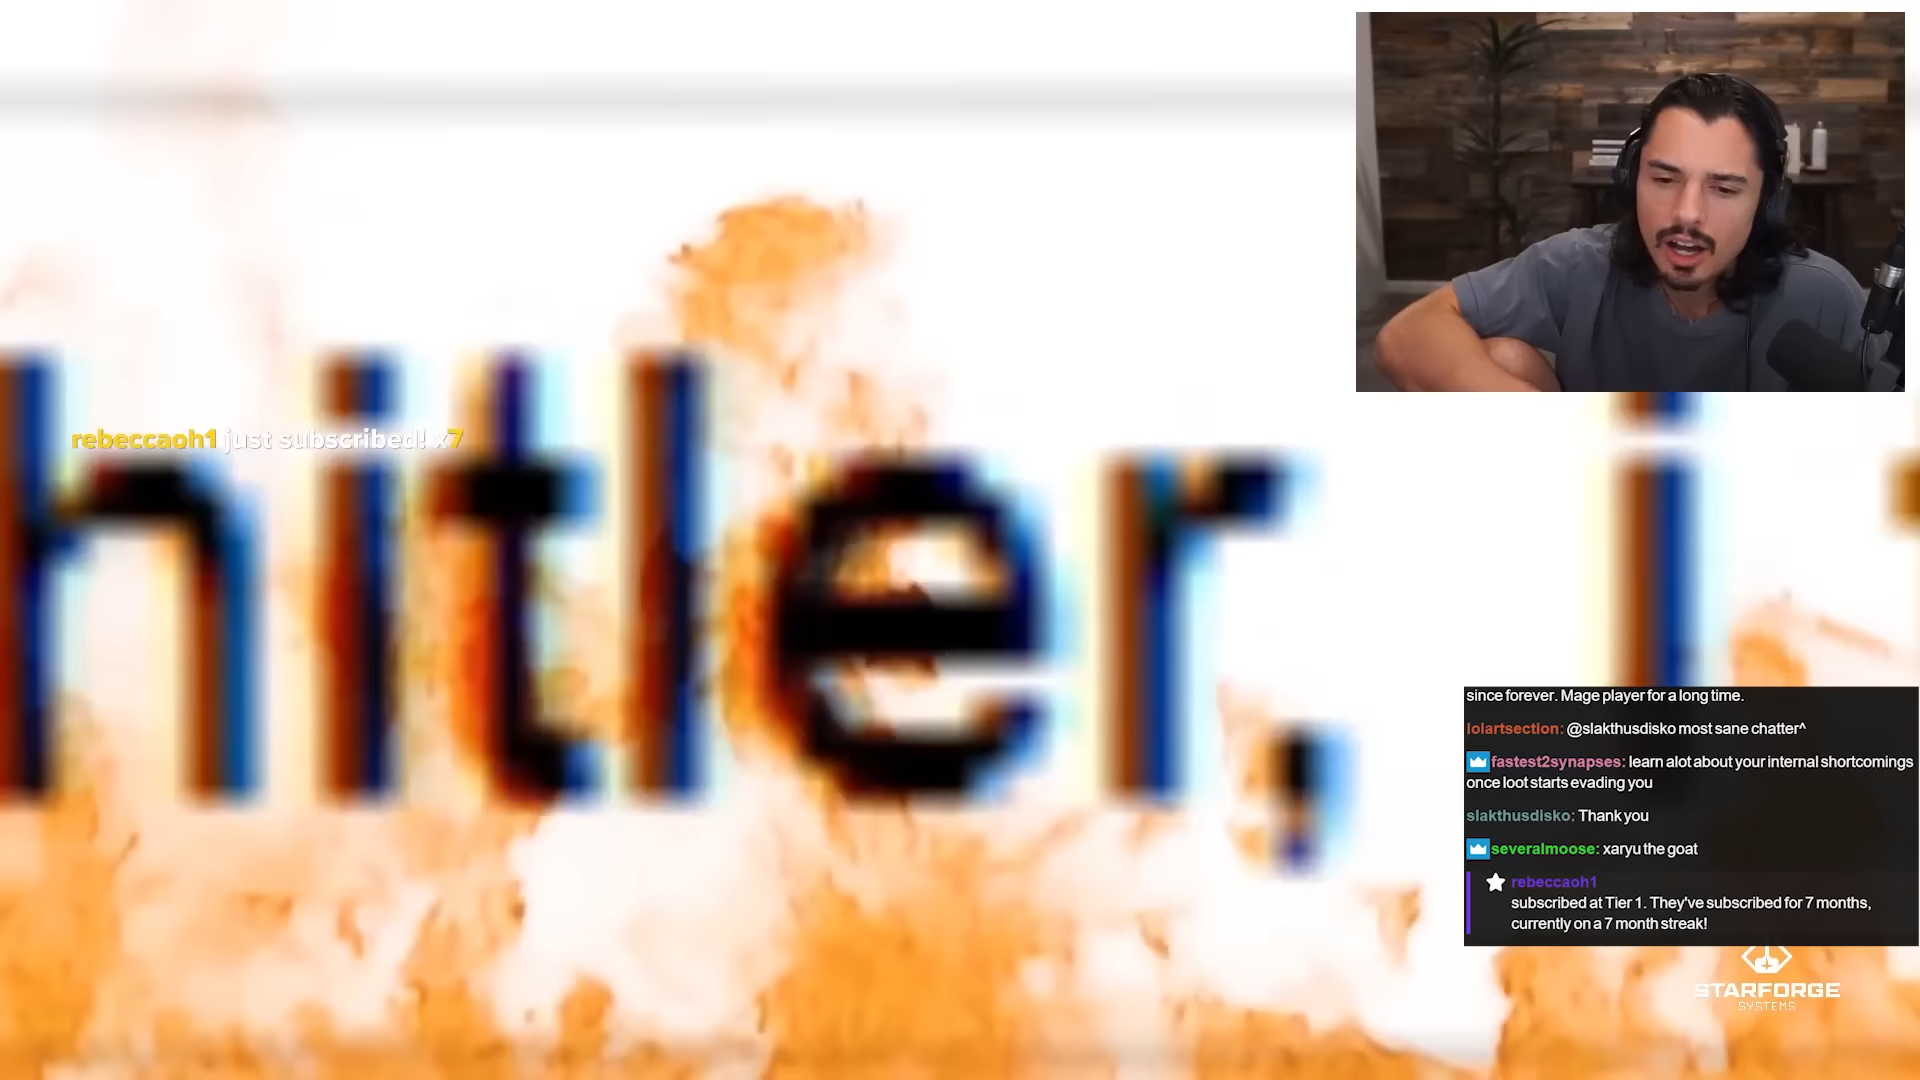 rebeccaoh1 just subscribed! x7
hitler, i
since forever. Mage player for a long time.
lolartsection: @slakthusdisko most sane chatter^
fastest2synapses: learn alot about your internal shortcomings
once loot starts evading you
slakthusdisko: Thank you
severalmoose: xaryu the goat
rebeccaoh1
subscribed at Tier 1. They've subscribed for 7 months,
currently on a 7 month streak!
STARFORGE
SYSTEMS